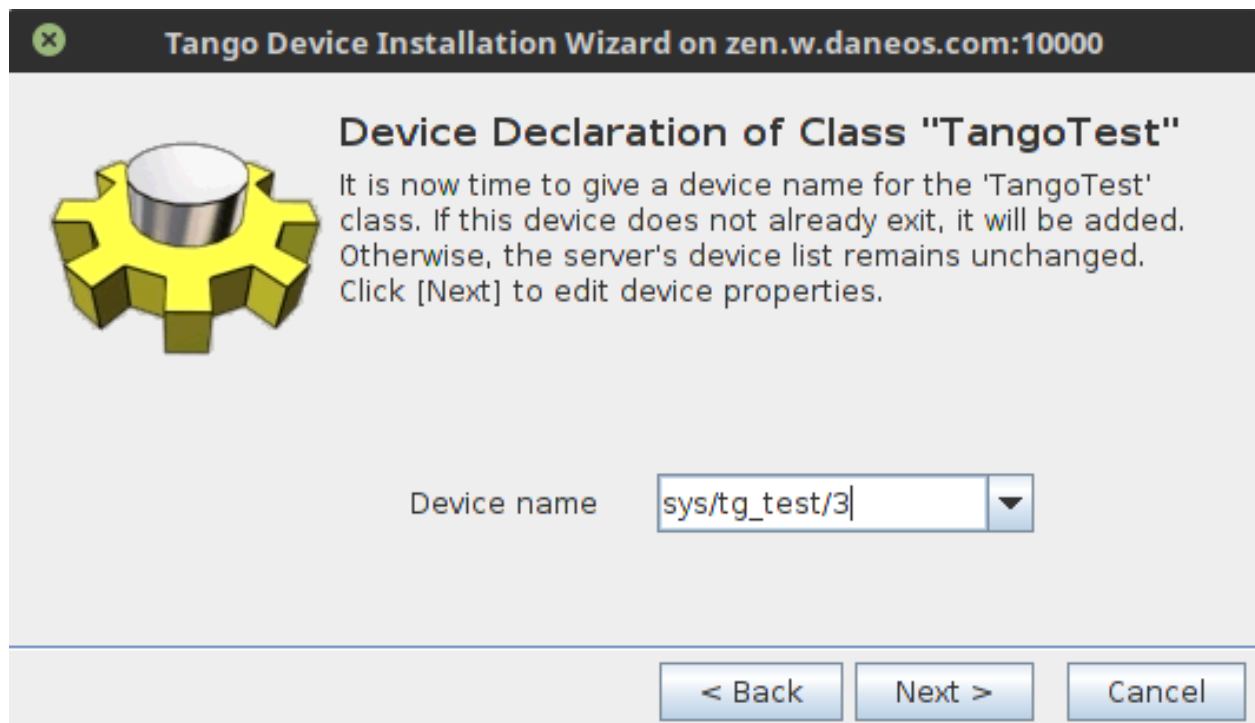 Tango Device Installation Wizard on zen.w.daneos.com:10000
Device Declaration of Class "TangoTest"
It is now time to give a device name for the 'TangoTest'
class. If this device does not already exit, it will be added.
Otherwise, the server's device list remains unchanged.
Click [Next] to edit device properties.
Device name sys/tg_test/3
< Back Next > Cancel